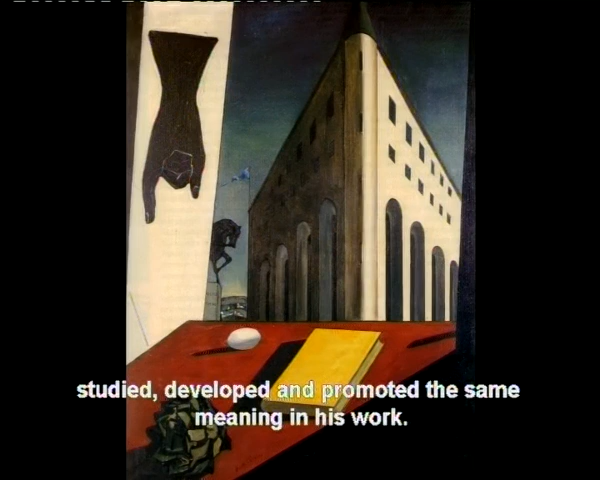 studied, developed and promoted the same
meaning in his work.